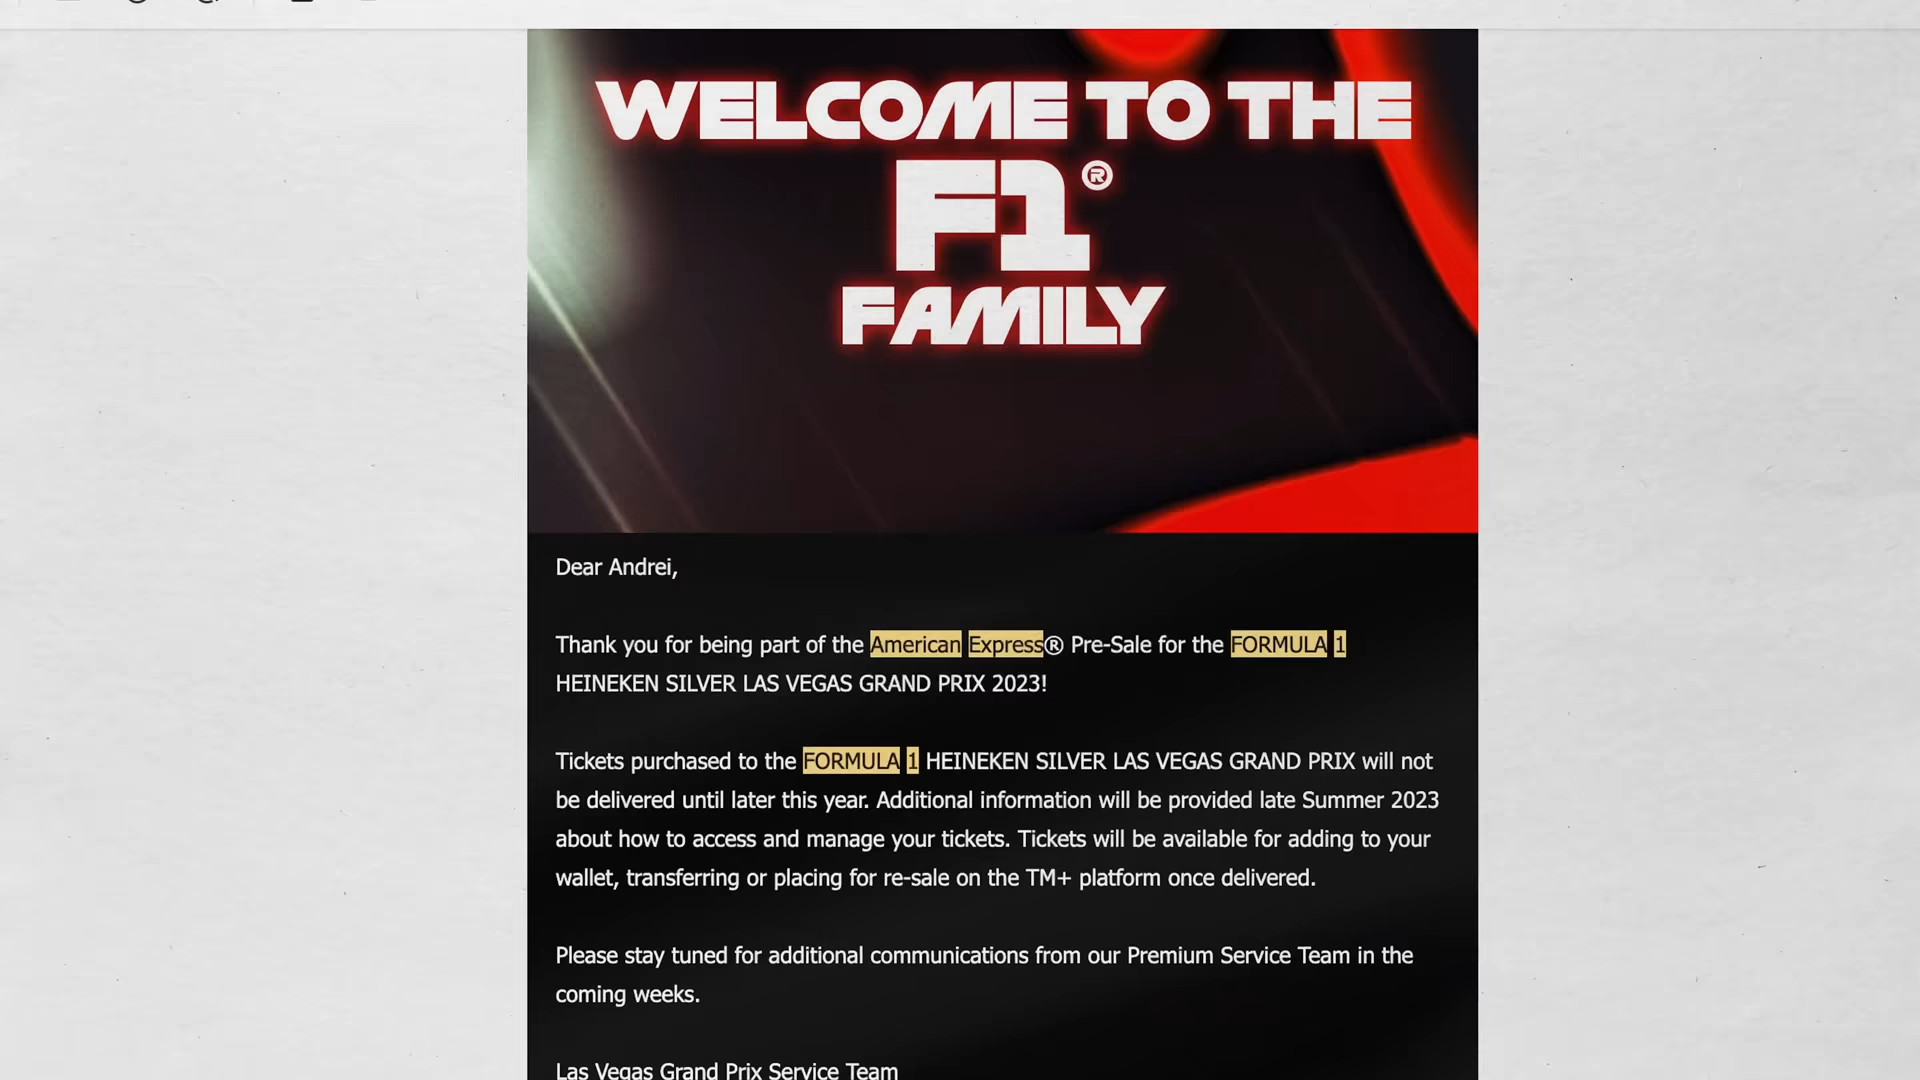 WELCOME TO THE
F1®
FAMILY
Dear Andrei,
Thank you for being part of the American Express® Pre-Sale for the FORMULA 1
HEINEKEN SILVER LAS VEGAS GRAND PRIX 2023!
Tickets purchased to the FORMULA 1 HEINEKEN SILVER LAS VEGAS GRAND PRIX will not
be delivered until later this year. Additional information will be provided late Summer 2023
about how to access and manage your tickets. Tickets will be available for adding to your
wallet, transferring or placing for re-sale on the TM+ platform once delivered.
Please stay tuned for additional communications from our Premium Service Team in the
coming weeks.
Las Vegas Grand Prix Service Team